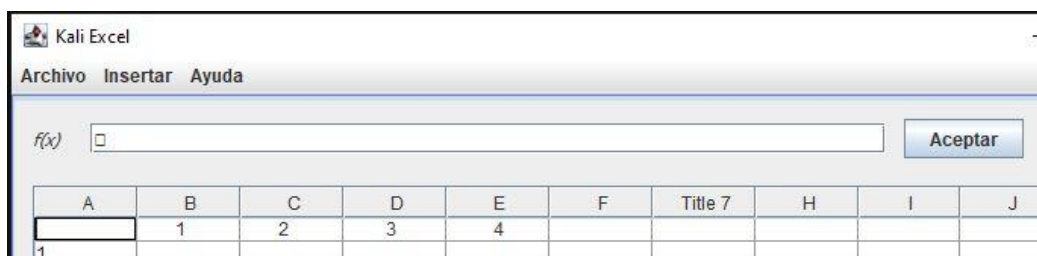 Kali Excel
Archivo Insertar Ayuda
f(x) Aceptar
A B C D E F Title 7 H I J
1 2 3 4
1